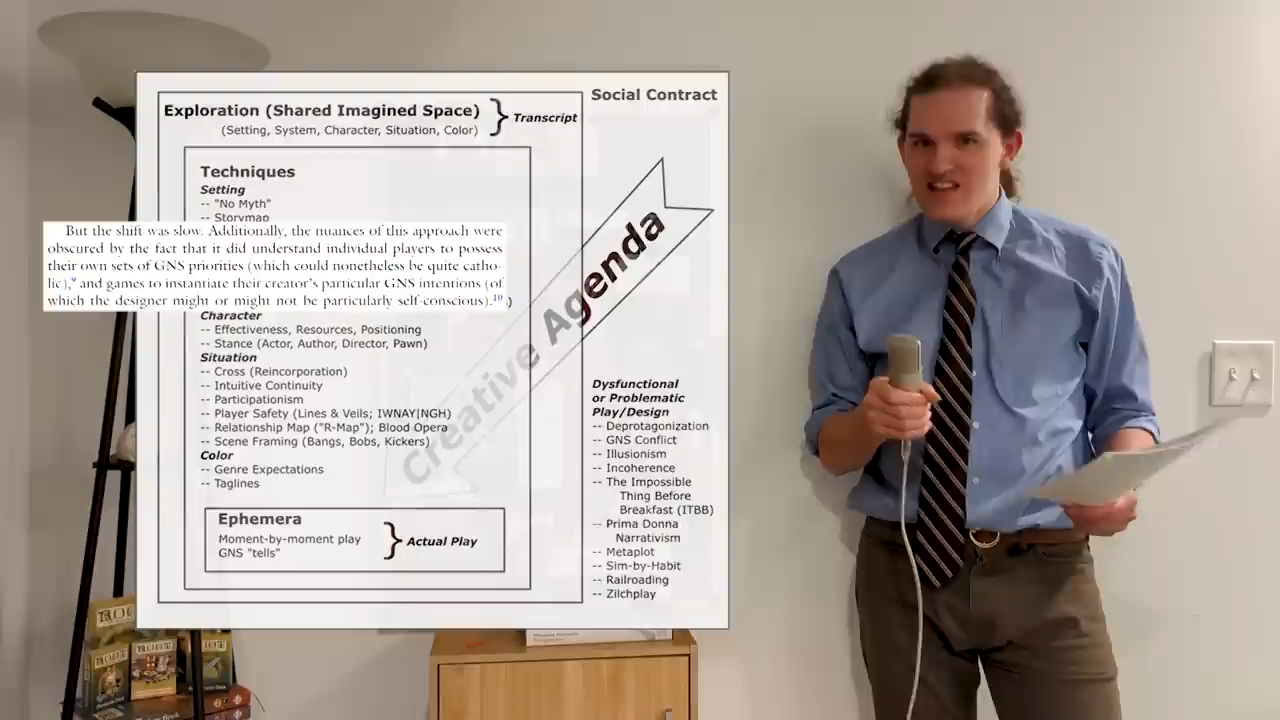 Exploration (Shared Imagined Space)
(Setting, System, Character, Situation, Color)
} Transcript
Social Contract
Techniques
Setting
-- "No Myth"
-- Storymap
But the shift was slow. Additionally, the nuances of this approach were
obscured by the fact that it did understand individual players to possess
their own sets of GNS priorities (which could nonetheless be quite catho-
lic),9 and games to instantiate their creator's particular GNS intentions (of
which the designer might or might not be particularly self-conscious).10
Character
-- Effectiveness, Resources, Positioning
-- Stance (Actor, Author, Director, Pawn)
Situation
-- Cross (Reincorporation)
-- Intuitive Continuity
-- Participationism
-- Player Safety (Lines & Veils; IWNAY|NGH)
-- Relationship Map ("R-Map"); Blood Opera
-- Scene Framing (Bangs, Bobs, Kickers)
Color
-- Genre Expectations
-- Taglines
Ephemera
Moment-by-moment play
GNS "tells"
} Actual Play
Creative Agenda
Dysfunctional
or Problematic
Play/Design
-- Deprotagonization
-- GNS Conflict
-- Illusionism
-- Incoherence
-- The Impossible
Thing Before
Breakfast (ITBB)
-- Prima Donna
Narrativism
-- Metaplot
-- Sim-by-Habit
-- Railroading
-- Zilchplay
ROOT
ROOT
ROOT